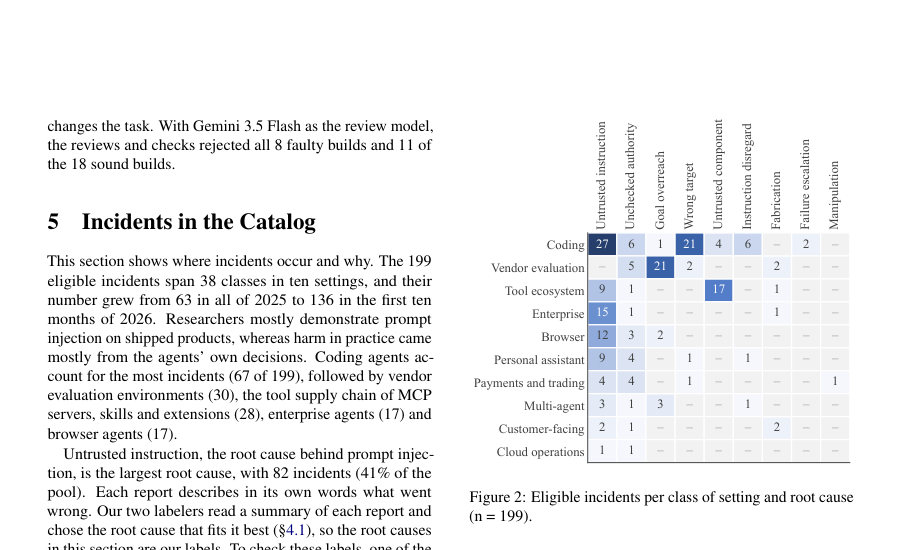 changes the task. With Gemini 3.5 Flash as the review model,
the reviews and checks rejected all 8 faulty builds and 11 of
the 18 sound builds.
5 Incidents in the Catalog
This section shows where incidents occur and why. The 199
eligible incidents span 38 classes in ten settings, and their
number grew from 63 in all of 2025 to 136 in the first ten
months of 2026. Researchers mostly demonstrate prompt
injection on shipped products, whereas harm in practice came
mostly from the agents’ own decisions. Coding agents ac-
count for the most incidents (67 of 199), followed by vendor
evaluation environments (30), the tool supply chain of MCP
servers, skills and extensions (28), enterprise agents (17) and
browser agents (17).
Untrusted instruction, the root cause behind prompt injec-
tion, is the largest root cause, with 82 incidents (41% of the
pool). Each report describes in its own words what went
wrong. Our two labelers read a summary of each report and
chose the root cause that fits it best (§4.1), so the root causes
in this section are our labels. To check these labels, one of the
Untrusted instruction
Unchecked authority
Goal overreach
Wrong target
Untrusted component
Instruction disregard
Fabrication
Failure escalation
Manipulation
Coding 27 6 1 21 4 6 – 2 –
Vendor evaluation – 5 21 2 – – 2 – –
Tool ecosystem 9 1 – – 17 – 1 – –
Enterprise 15 1 – – – – 1 – –
Browser 12 3 2 – – – – – –
Personal assistant 9 4 – 1 – 1 – – –
Payments and trading 4 4 – 1 – – – – 1
Multi-agent 3 1 3 – – 1 – – –
Customer-facing 2 1 – – – – 2 – –
Cloud operations 1 1 – – – – – – –
Figure 2: Eligible incidents per class of setting and root cause
(n = 199).